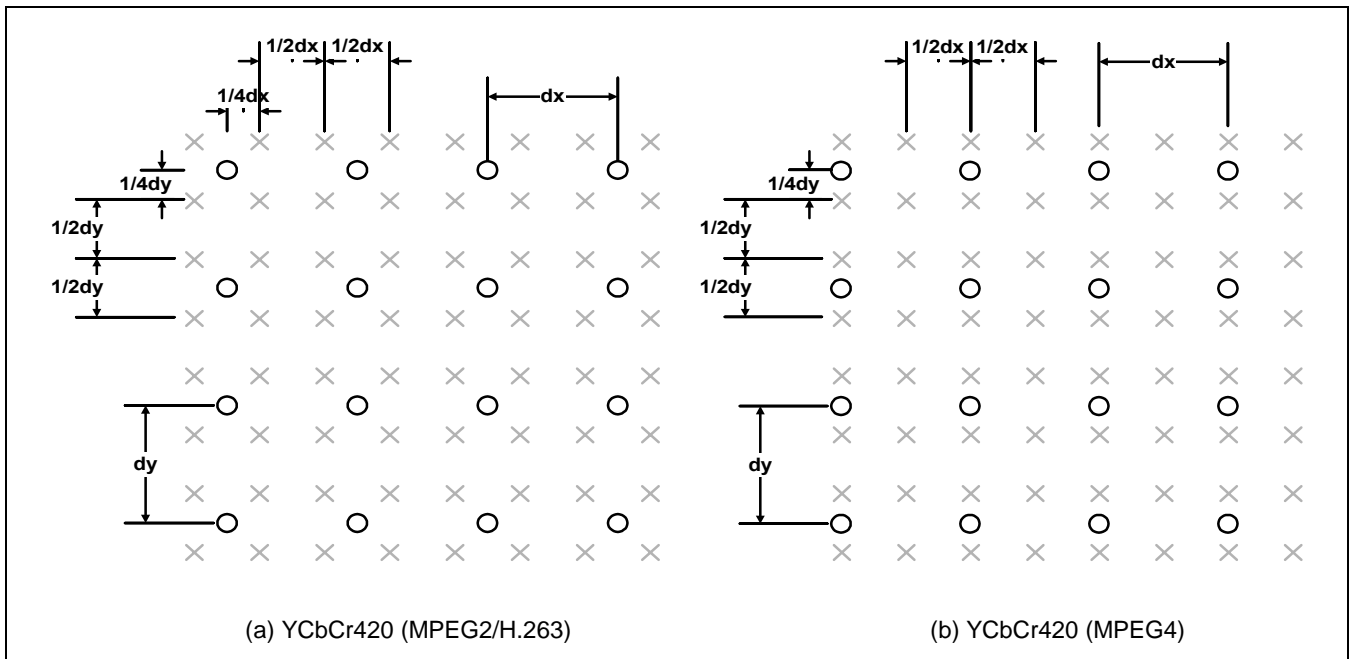 1/2dx 1/2dx
1/4dx
dx
1/4dy
1/2dy
1/2dy
dy
(a) YCbCr420 (MPEG2/H.263)
1/2dx 1/2dx
dx
1/4dy
1/2dy
1/2dy
dy
(b) YCbCr420 (MPEG4)